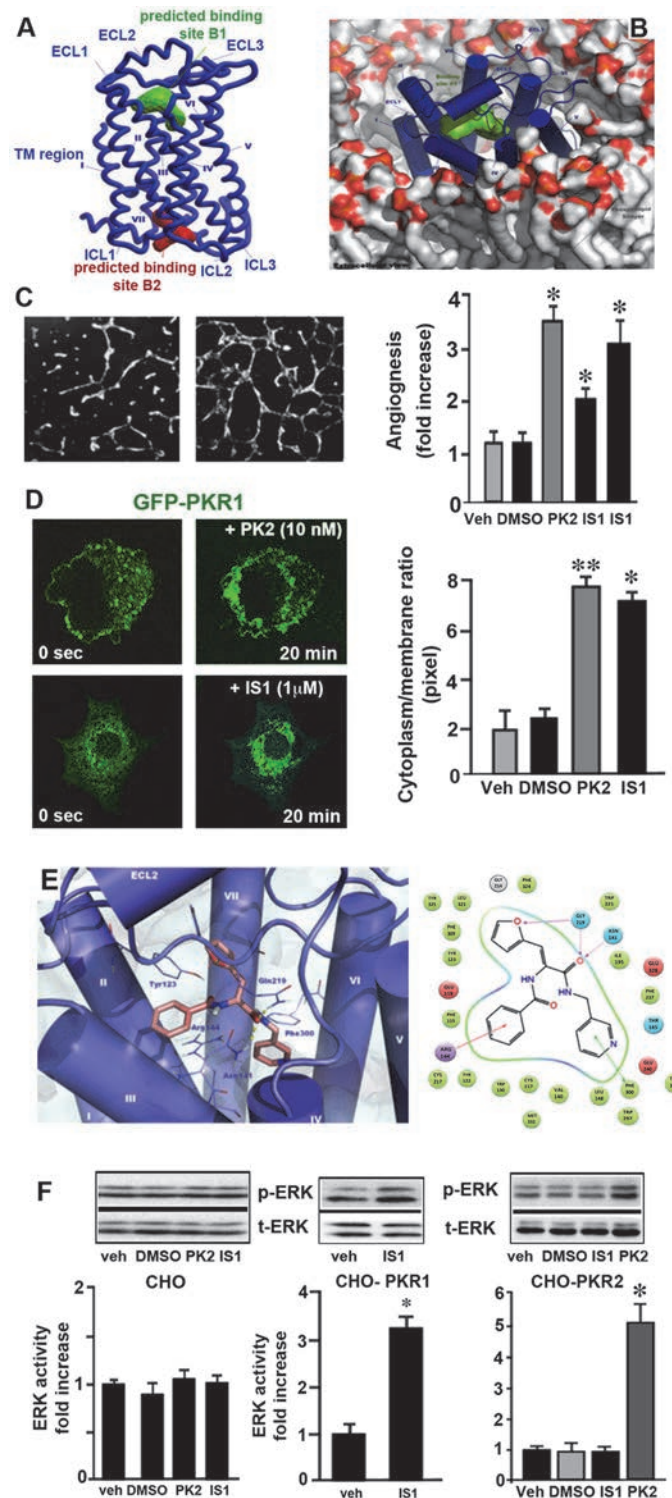 A
predicted binding
site B1
ECL1
ECL2
ECL3
VI
II
TM region
I
III
IV
V
VII
ICL1
ICL2
ICL3
predicted binding
site B2
B
C
Angiognesis
(fold increase)
4
3
2
1
0
*
*
*
Veh DMSO PK2 IS1 IS1
D
GFP-PKR1
0 sec
+ PK2 (10 nM)
20 min
0 sec
+ IS1 (1μM)
20 min
Cytoplasm/membrane ratio
(pixel)
8
6
4
2
0
**
*
Veh DMSO PK2 IS1
E
ECL2
VII
II
Tyr123
Gln219
Phe300
I
III
IV
V
O
O
HN
NH
O
N
F
p-ERK
t-ERK
veh DMSO PK2 IS1
p-ERK
t-ERK
veh IS1
veh DMSO IS1 PK2
CHO
ERK activity
fold increase
2
1
0
veh DMSO PK2 IS1
CHO- PKR1
ERK activity
fold increase
4
3
2
1
0
*
veh IS1
CHO-PKR2
6
5
4
3
2
1
0
*
Veh DMSO IS1 PK2